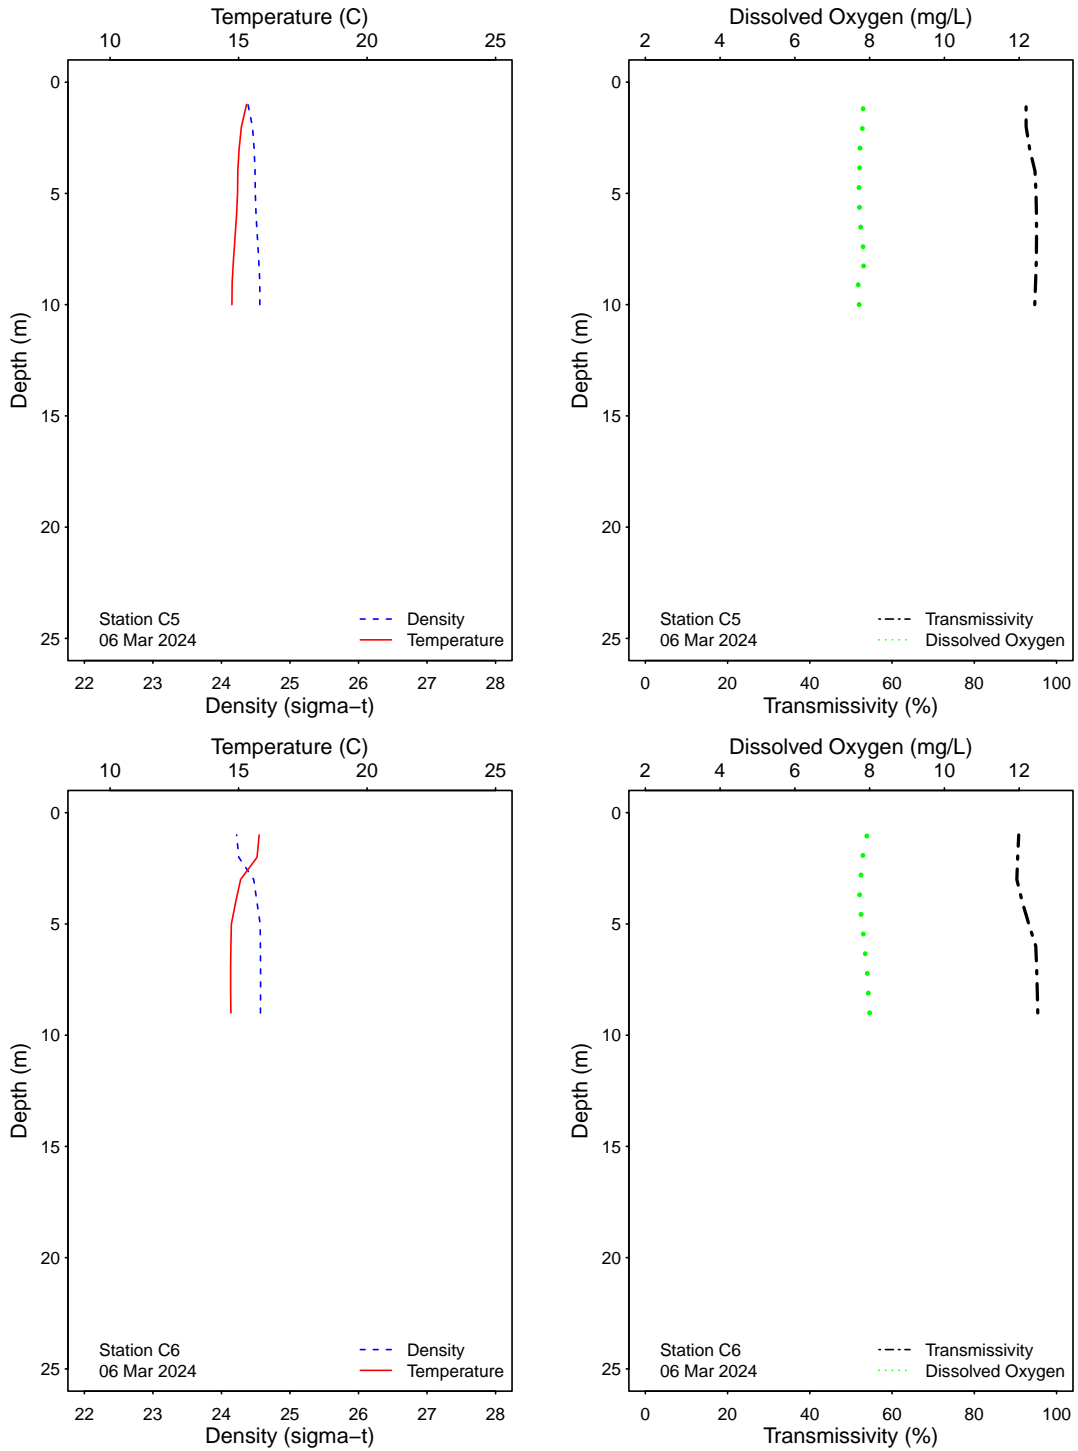 Temperature (C)
10 15 20 25
0
5
10
15
20
25
Depth (m)
Station C5
06 Mar 2024
Density
Temperature
22 23 24 25 26 27 28
Density (sigma−t)
Dissolved Oxygen (mg/L)
2 4 6 8 10 12
0
5
10
15
20
25
Depth (m)
Station C5
06 Mar 2024
Transmissivity
Dissolved Oxygen
0 20 40 60 80 100
Transmissivity (%)
Temperature (C)
10 15 20 25
0
5
10
15
20
25
Depth (m)
Station C6
06 Mar 2024
Density
Temperature
22 23 24 25 26 27 28
Density (sigma−t)
Dissolved Oxygen (mg/L)
2 4 6 8 10 12
0
5
10
15
20
25
Depth (m)
Station C6
06 Mar 2024
Transmissivity
Dissolved Oxygen
0 20 40 60 80 100
Transmissivity (%)